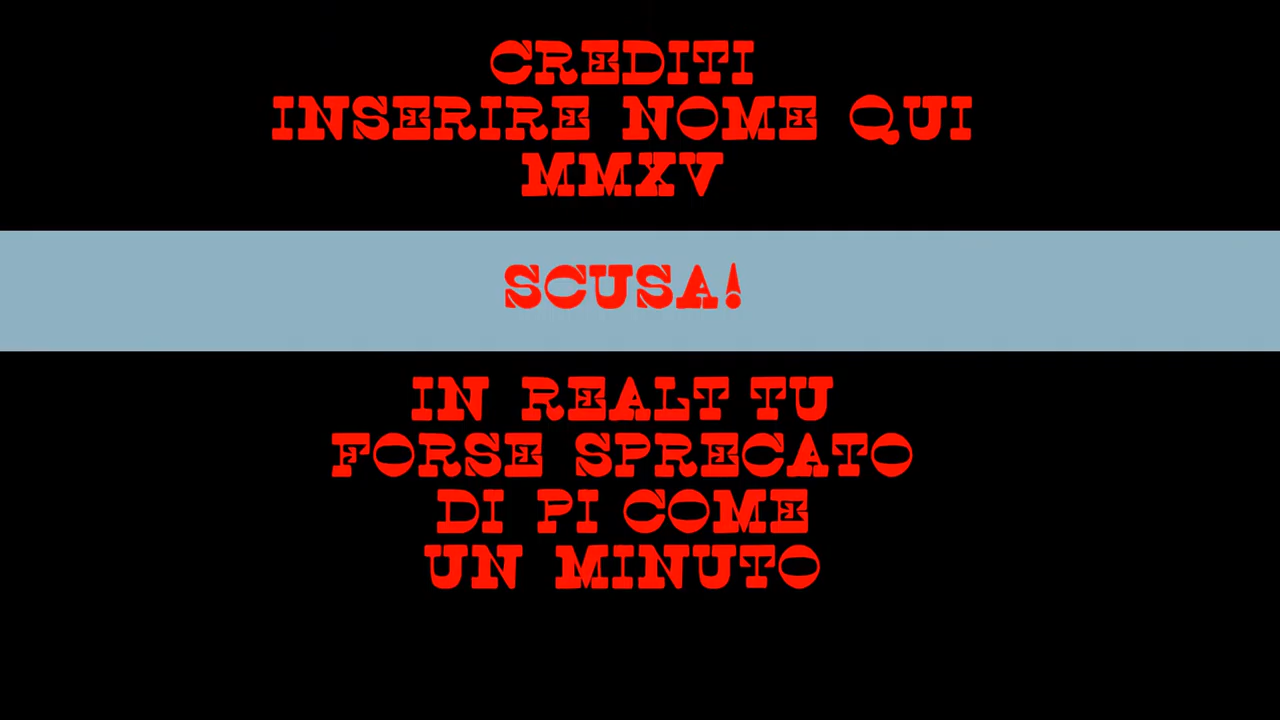 CREDITI
INSERIRE NOME QUI
MMXV
SCUSA!
IN REALT TU
FORSE SPRECATO
DI PI COME
UN MINUTO